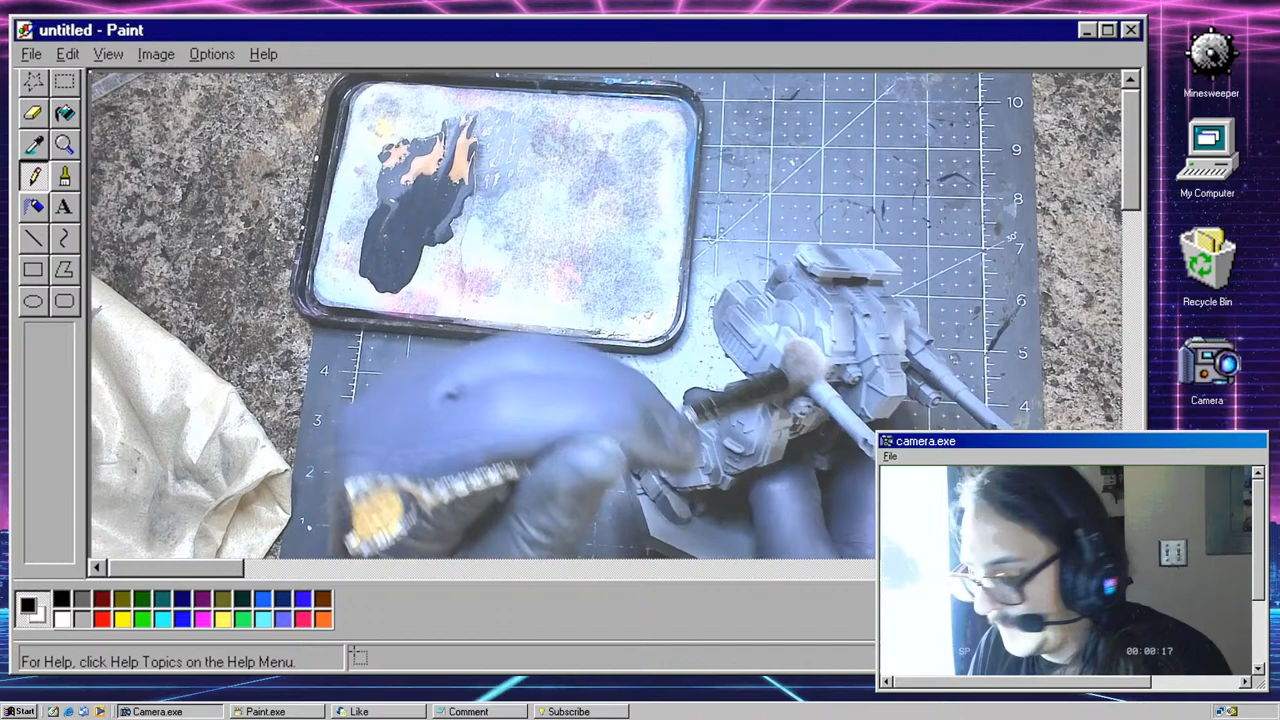 untitled - Paint
File Edit View Image Options Help
Minesweeper
My Computer
Recycle Bin
Camera
10
9
8
7
6
5
4
4
3
2
1
camera.exe
File
SP 00:00:17
For Help, click Help Topics on the Help Menu.
Start Camera.exe Paint.exe Like Comment Subscribe